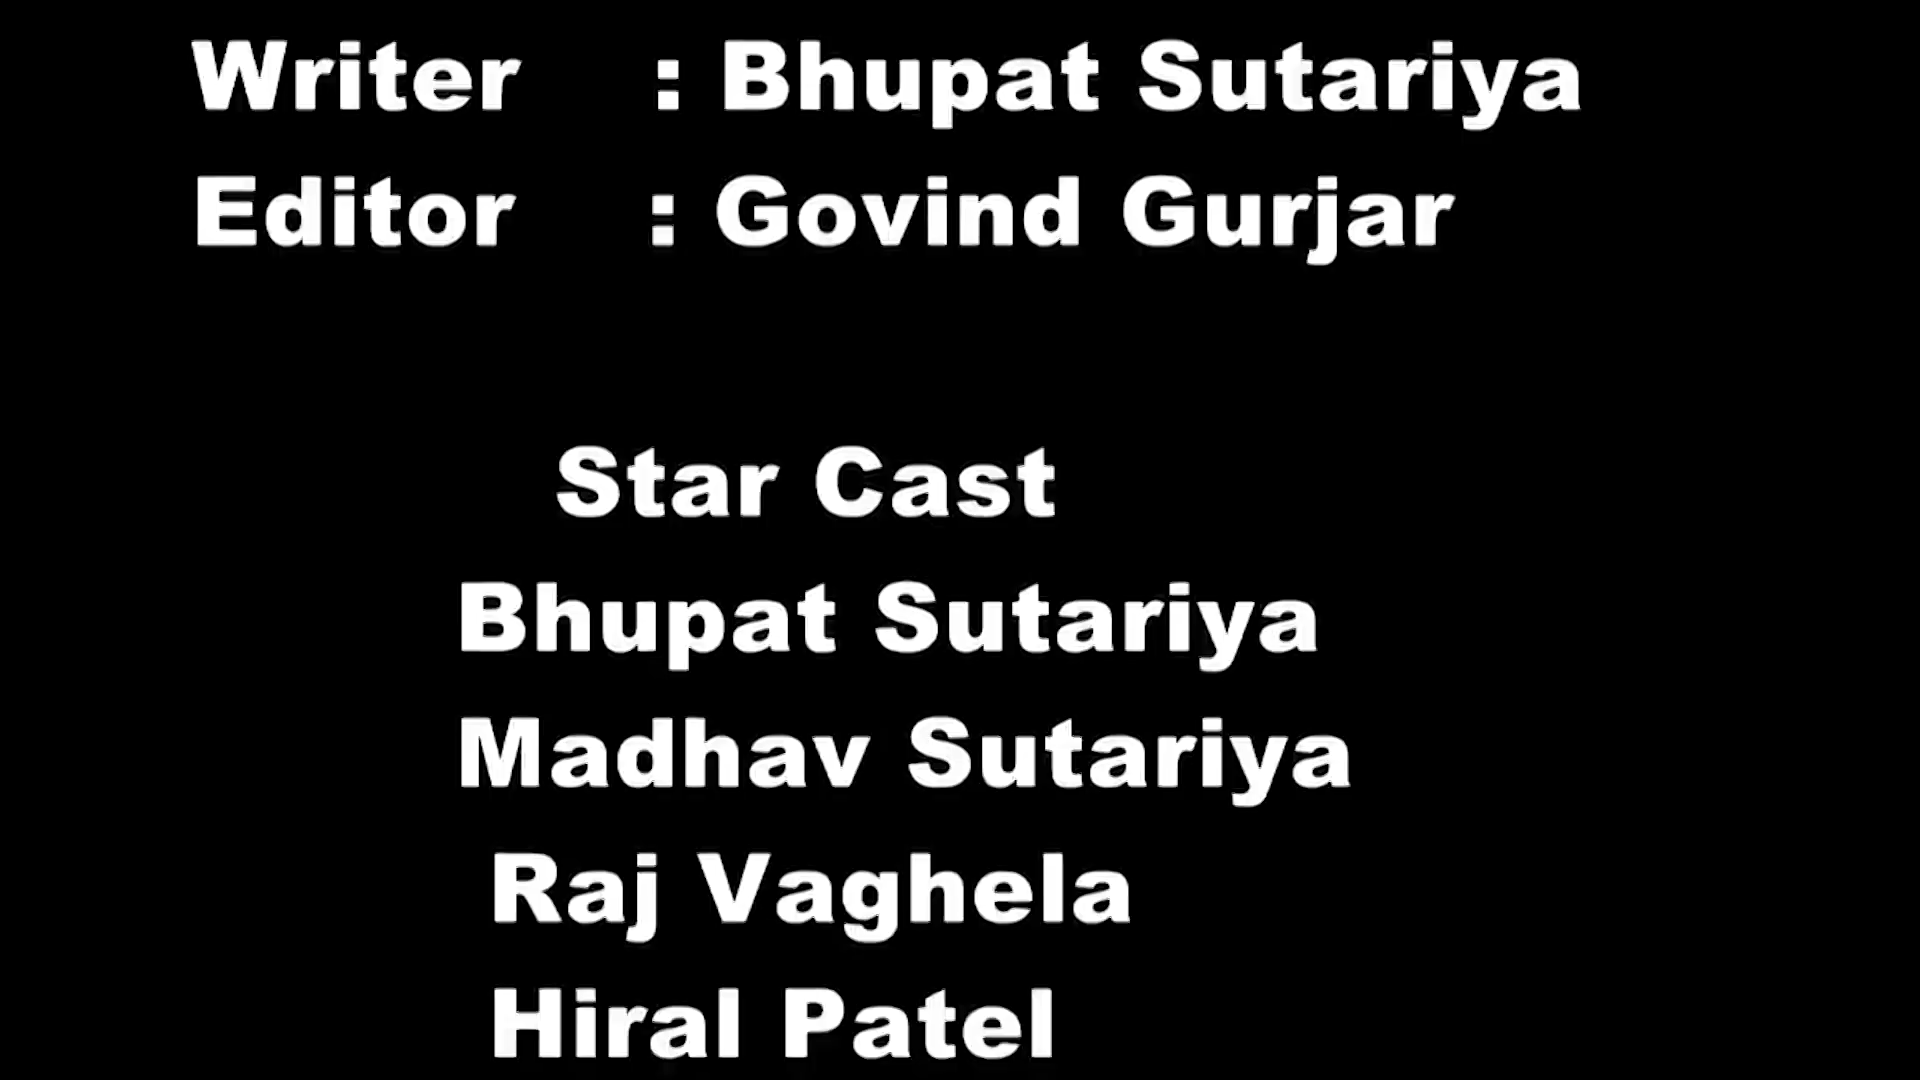 Writer : Bhupat Sutariya
Editor : Govind Gurjar
Star Cast
Bhupat Sutariya
Madhav Sutariya
Raj Vaghela
Hiral Patel